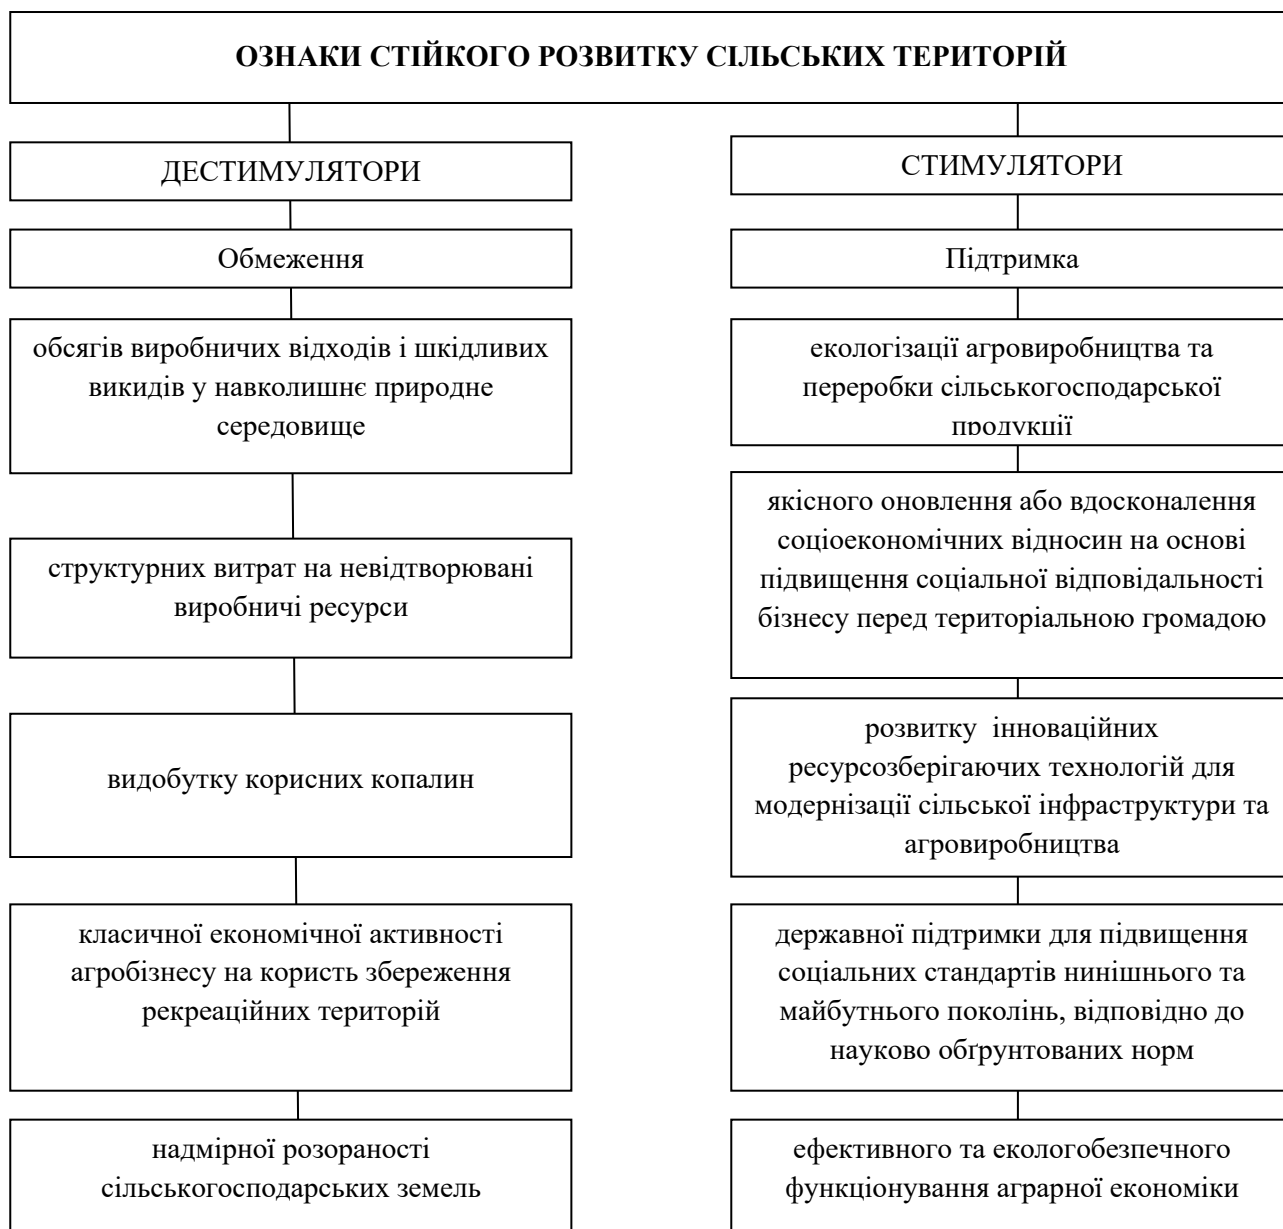 ОЗНАКИ СТІЙКОГО РОЗВИТКУ СІЛЬСЬКИХ ТЕРИТОРІЙ
ДЕСТИМУЛЯТОРИ
Обмеження
обсягів виробничих відходів і шкідливих
викидів у навколишнє природне
середовище
структурних витрат на невідтворювані
виробничі ресурси
видобутку корисних копалин
класичної економічної активності
агробізнесу на користь збереження
рекреаційних територій
надмірної розораності
сільськогосподарських земель
СТИМУЛЯТОРИ
Підтримка
екологізації агровиробництва та
переробки сільськогосподарської
продукції
якісного оновлення або вдосконалення
соціоекономічних відносин на основі
підвищення соціальної відповідальності
бізнесу перед територіальною громадою
розвитку інноваційних
ресурсозберігаючих технологій для
модернізації сільської інфраструктури та
агровиробництва
державної підтримки для підвищення
соціальних стандартів нинішнього та
майбутнього поколінь, відповідно до
науково обґрунтованих норм
ефективного та екологобезпечного
функціонування аграрної економіки